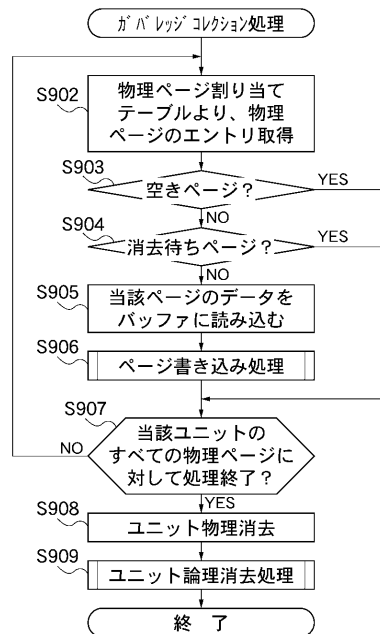 ガバレッジコレクション処理
S902
物理ページ割り当て
テーブルより、物理
ページのエントリ取得
S903
空きページ?
YES
NO
S904
消去待ちページ?
YES
NO
S905
当該ページのデータを
バッファに読み込む
S906
ページ書き込み処理
S907
当該ユニットの
すべての物理ページに
対して処理終了?
NO
YES
S908
ユニット物理消去
S909
ユニット論理消去処理
終 了